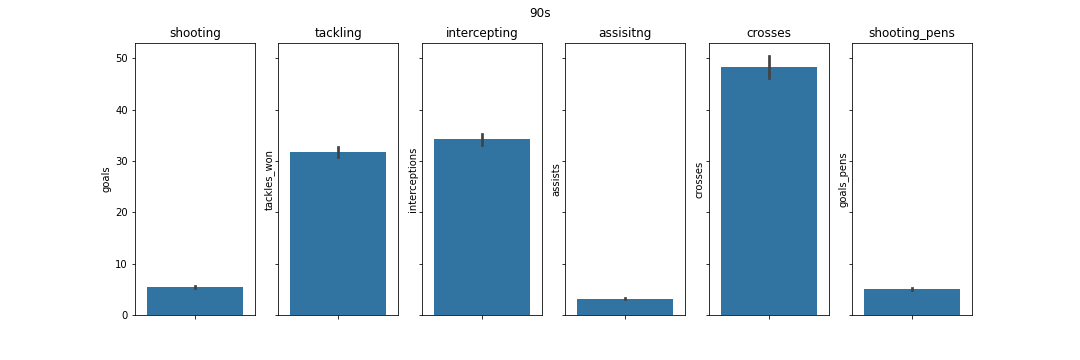 90s
shooting
tackling
intercepting
assisitng
crosses
shooting_pens
50
40
30
20
10
0
goals
tackles_won
interceptions
assists
crosses
goals_pens